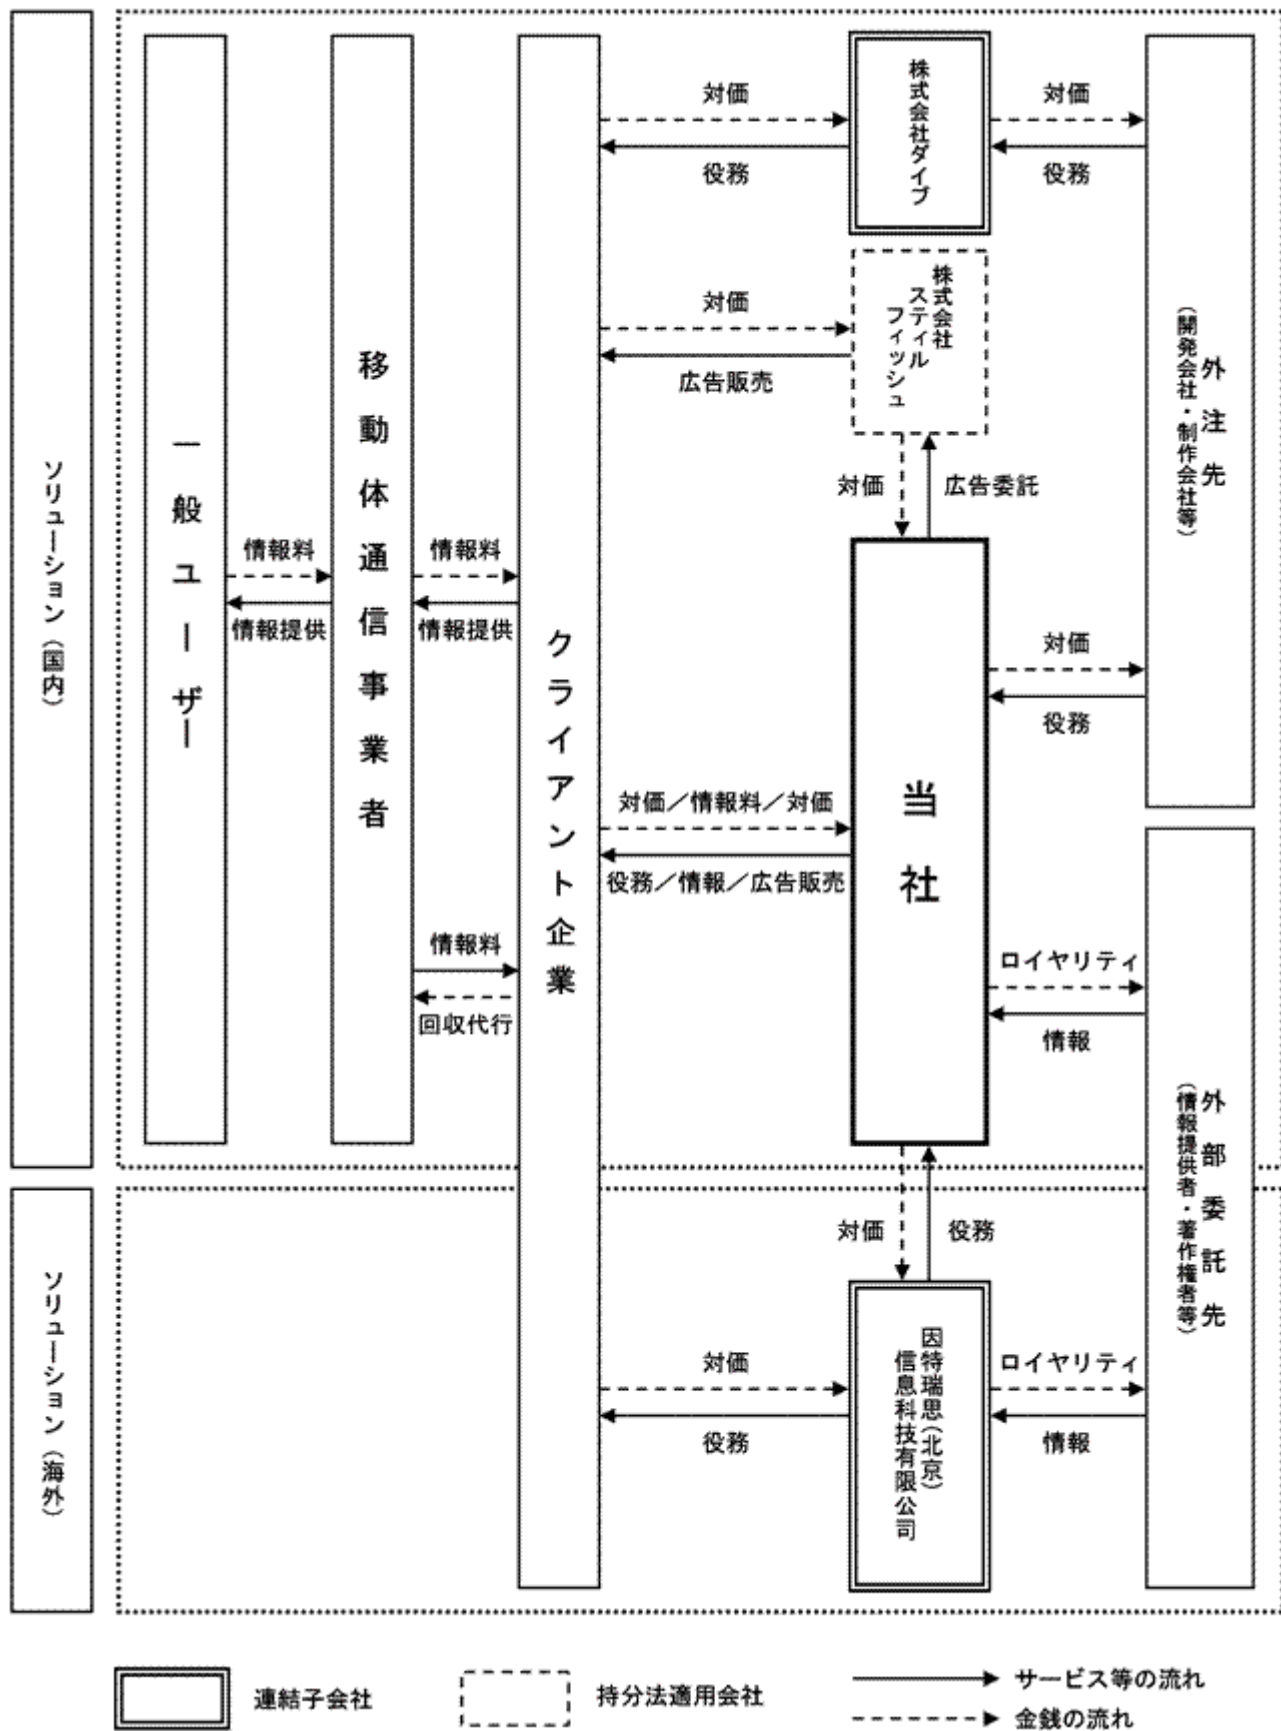 ソリューション（国内）
ソリューション（海外）
一般ユーザー
情報料
情報提供
移動体通信事業者
情報料
情報提供
情報料
回収代行
クライアント企業
対価
役務
株式会社ダイブ
対価
役務
対価
広告販売
株式会社
スティル
フィッシュ
対価
広告委託
対価／情報料／対価
役務／情報／広告販売
当社
対価
役務
外注先
（開発会社・制作会社等）
ロイヤリティ
情報
外部委託先
（情報提供者・著作権者等）
対価
役務
対価
役務
因特瑞思（北京）
信息科技有限公司
ロイヤリティ
情報
連結子会社
持分法適用会社
サービス等の流れ
金銭の流れ